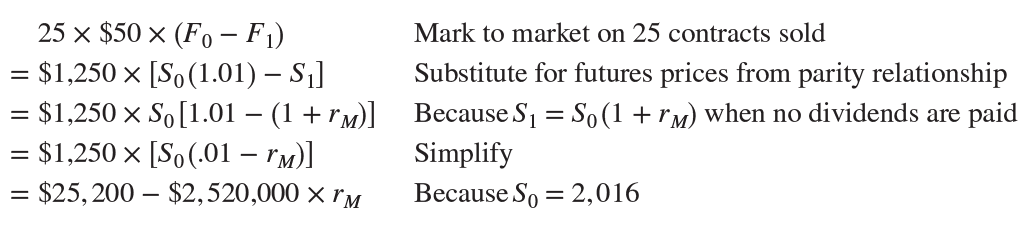 25 × $50 × (F₀ − F₁) Mark to market on 25 contracts sold
= $1,250 × [S₀(1.01) − S₁] Substitute for futures prices from parity relationship
= $1,250 × S₀[1.01 − (1 + r_M)] Because S₁ = S₀(1 + r_M) when no dividends are paid
= $1,250 × [S₀(.01 − r_M)] Simplify
= $25,200 − $2,520,000 × r_M Because S₀ = 2,016